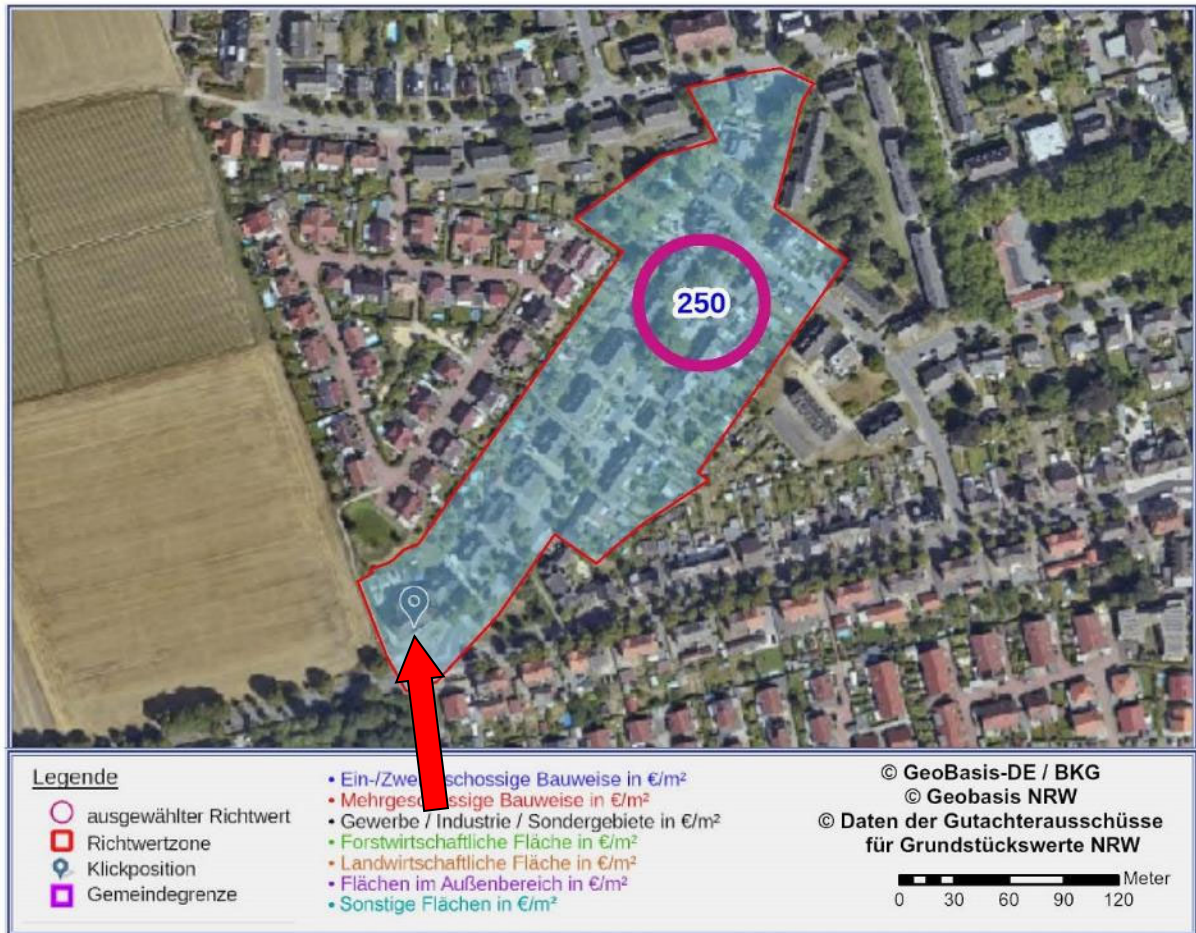 250
Legende
ausgewählter Richtwert
Richtwertzone
Klickposition
Gemeindegrenze
• in €/m²
• Mehrgeschossige Bauweise in €/m²
• Gewerbe / Industrie / Sondergebiete in €/m²
• Forstwirtschaftliche Fläche in €/m²
• Landwirtschaftliche Fläche in €/m²
• Flächen im Außenbereich in €/m²
• Sonstige Flächen in €/m²
© GeoBasis-DE / BKG
© Geobasis NRW
© Daten der Gutachterausschüsse
für Grundstückswerte NRW
Meter
0 30 60 90 120